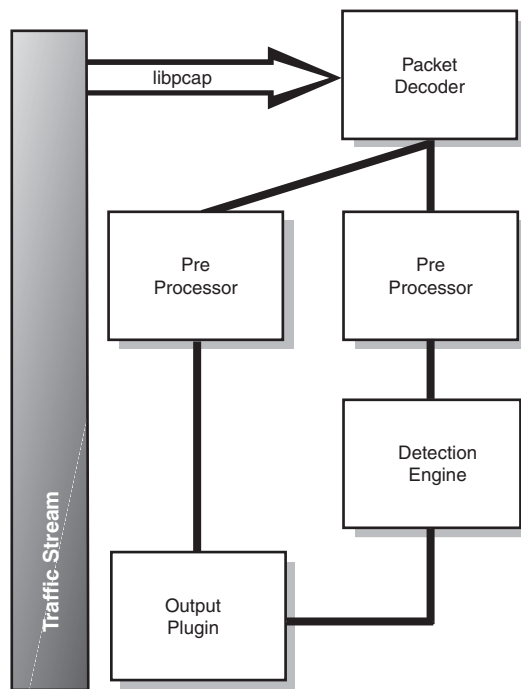 libpcap
Packet
Decoder
Pre
Processor
Pre
Processor
Detection
Engine
Output
Plugin
Traffic Stream